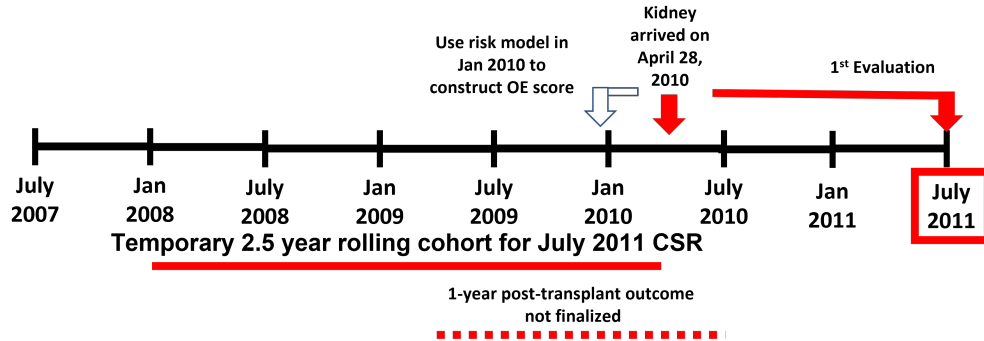 Kidney
arrived on
April 28,
2010
Use risk model in
Jan 2010 to
construct OE score
1st Evaluation
July
2007
Jan
2008
July
2008
Jan
2009
July
2009
Jan
2010
July
2010
Jan
2011
July
2011
Temporary 2.5 year rolling cohort for July 2011 CSR
1-year post-transplant outcome
not finalized